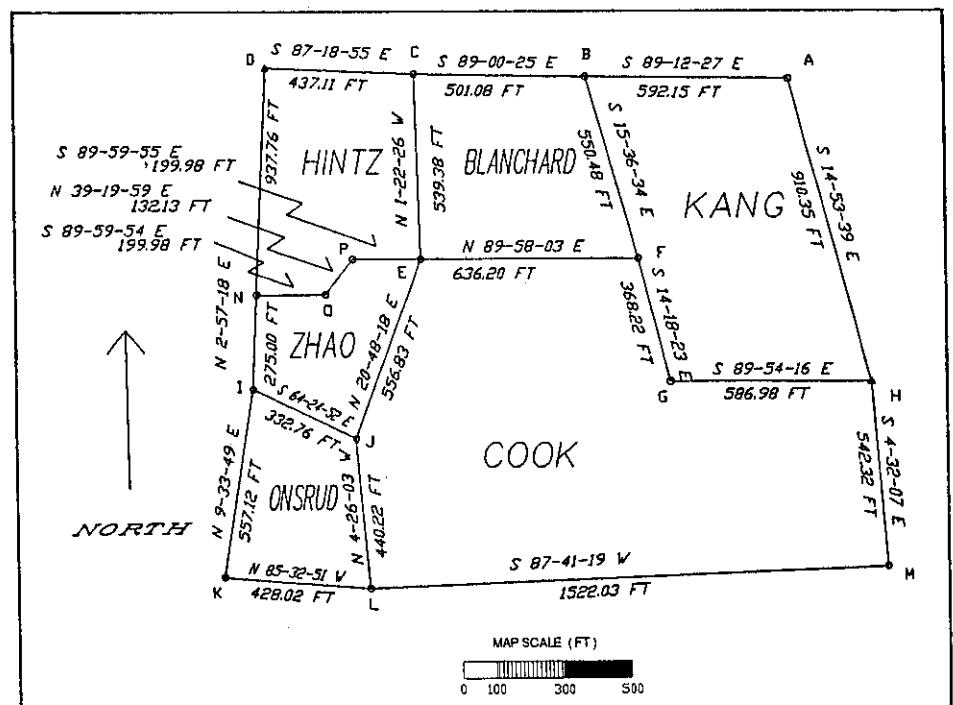 S 87-18-55 E
437.11 FT
S 89-00-25 E
501.08 FT
S 89-12-27 E
592.15 FT
D
C
B
A
S 89-59-55 E
199.98 FT
N 39-19-59 E
132.13 FT
S 89-59-54 E
199.98 FT
937.76 FT
HINTZ
N 1-22-26 W
539.38 FT
BLANCHARD
S 15-36-34 E
550.48 FT
KANG
S 14-53-39 E
910.35 FT
P
E
N 89-58-03 E
636.20 FT
F
N
O
N 2-57-18 E
275.00 FT
ZHAO
N 20-48-18 E
556.83 FT
S 14-18-23 E
368.22 FT
S 89-54-16 E
586.98 FT
G
H
I
S 64-24-52 E
332.76 FT
J
COOK
S 4-32-07 E
542.32 FT
N 9-33-49 E
557.12 FT
ONSRUD
N 4-26-03 W
440.22 FT
NORTH
N 85-32-51 W
428.02 FT
S 87-41-19 W
1522.03 FT
K
L
M
MAP SCALE (FT)
0 100 300 500